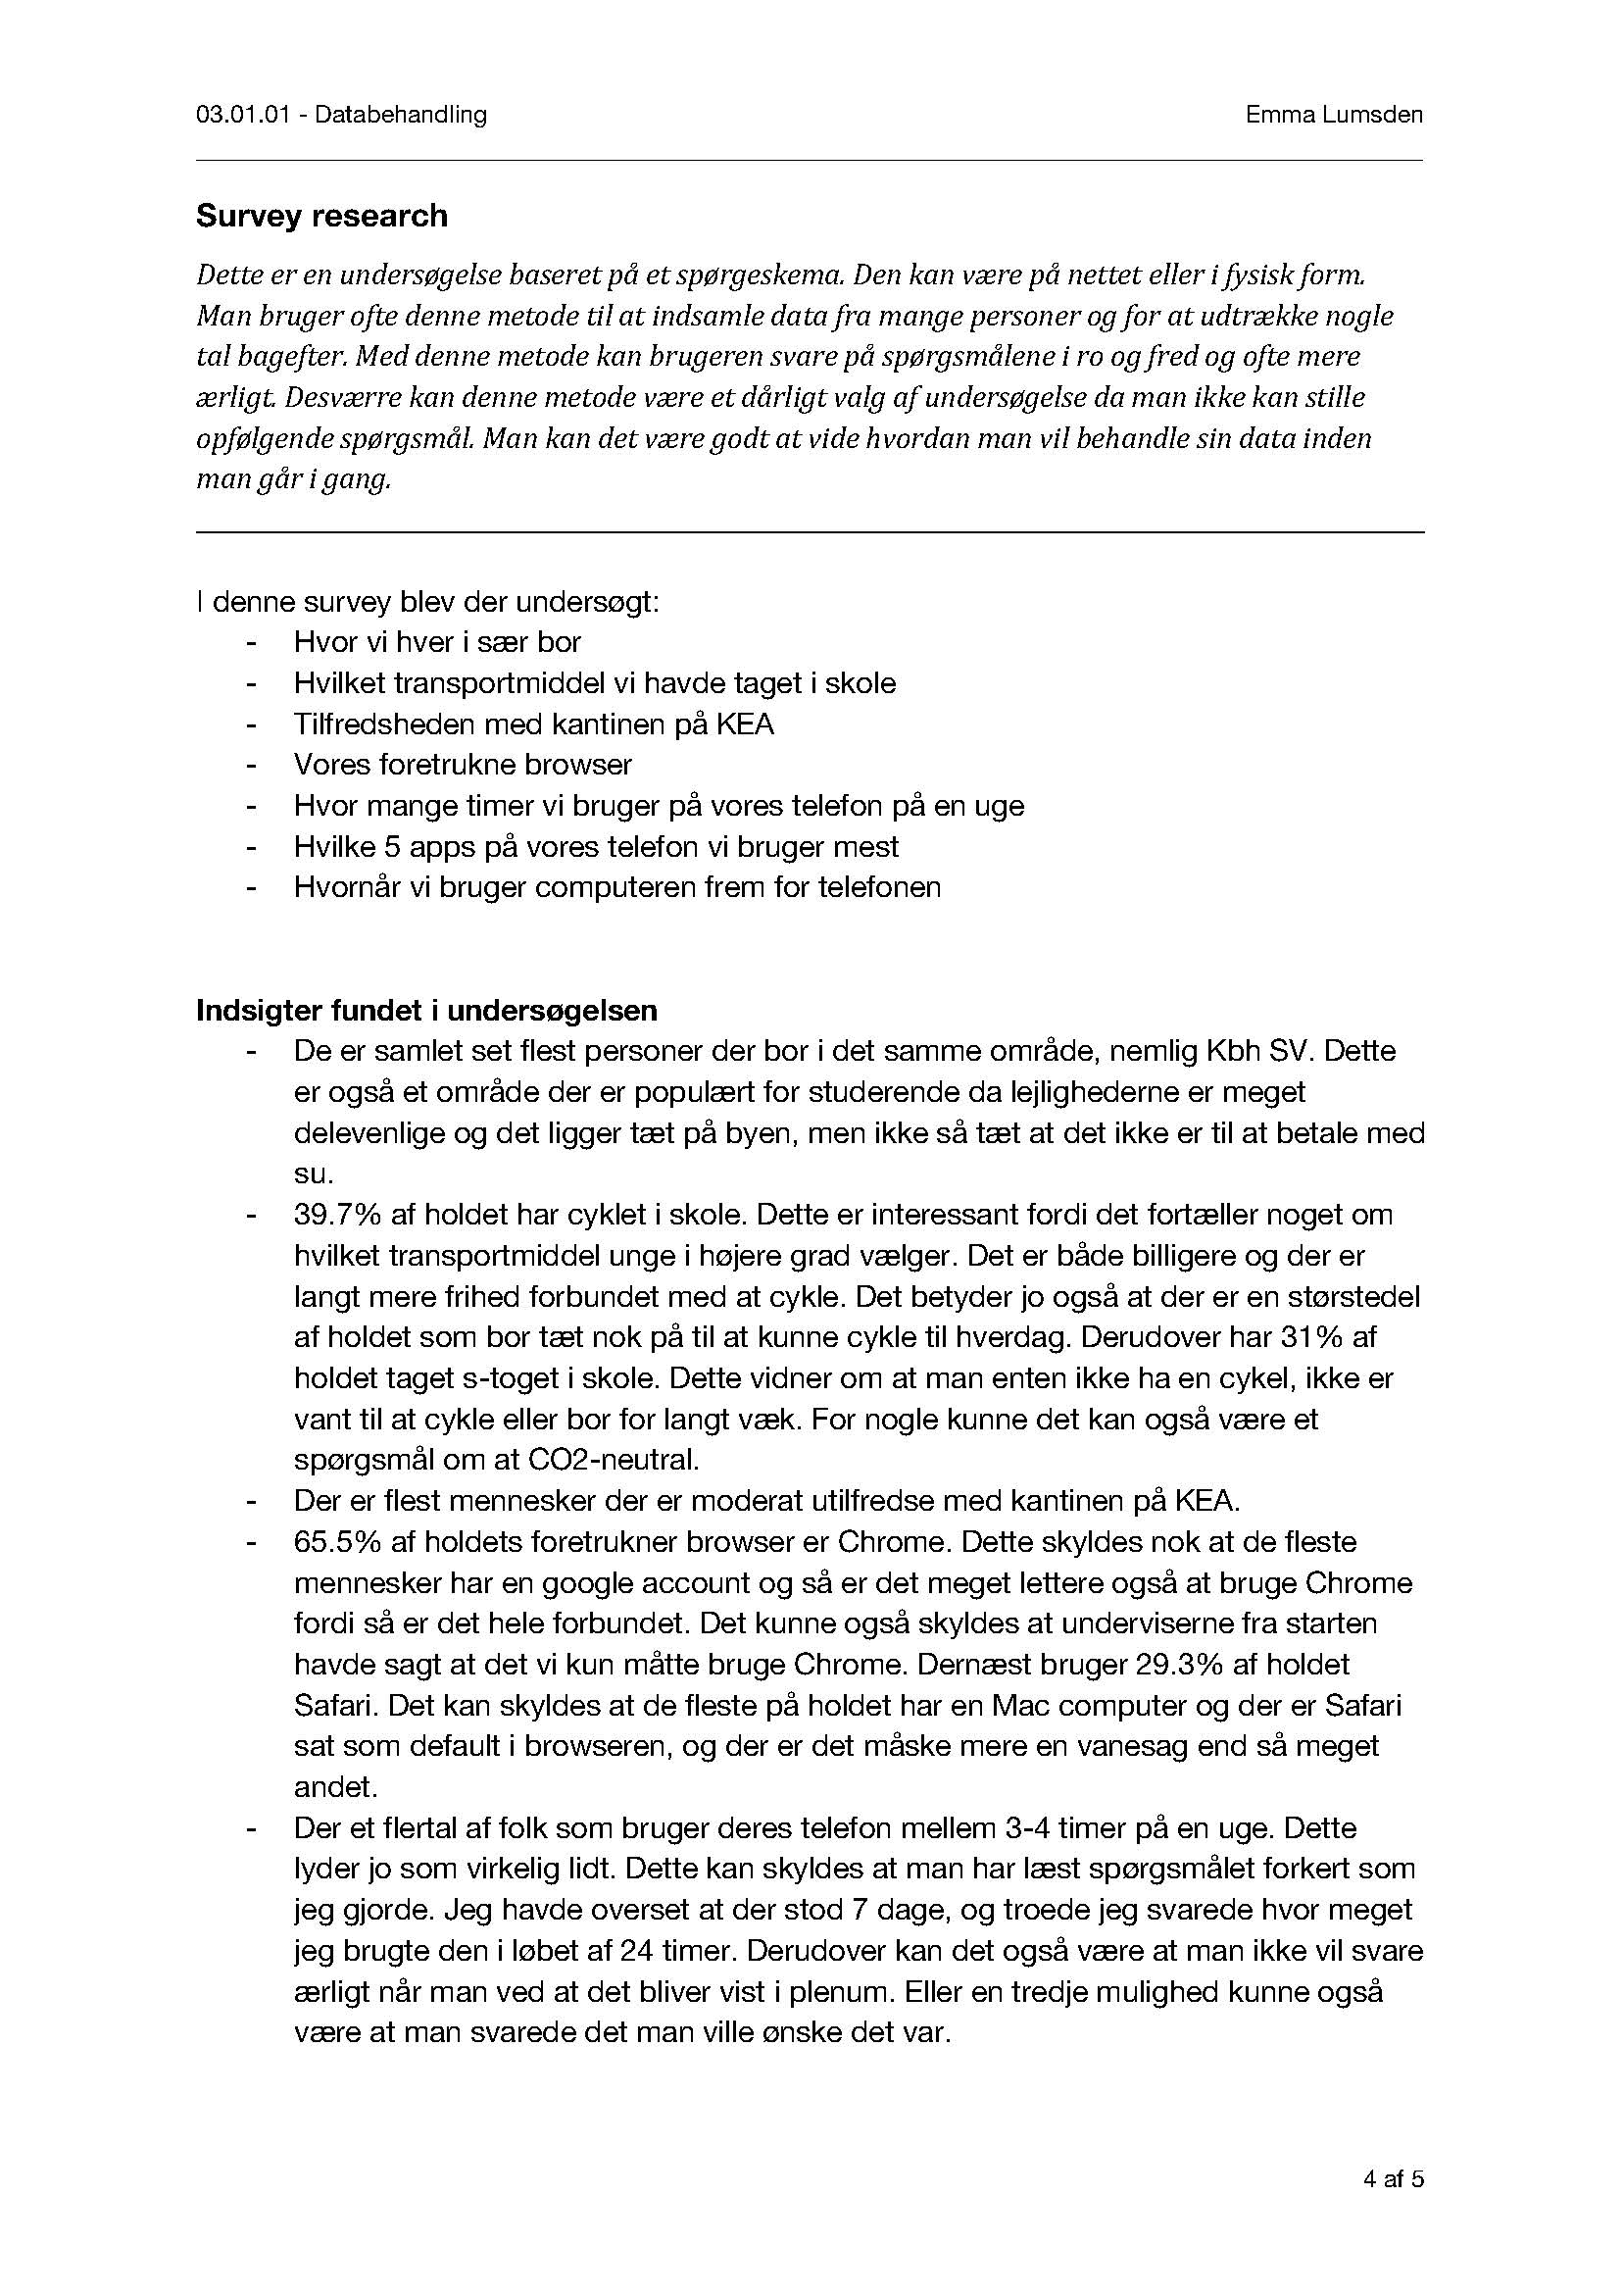 03.01.01 - Databehandling Emma Lumsden
Survey research
Dette er en undersøgelse baseret på et spørgeskema. Den kan være på nettet eller i fysisk form.
Man bruger ofte denne metode til at indsamle data fra mange personer og for at udtrække nogle
tal bagefter. Med denne metode kan brugeren svare på spørgsmålene i ro og fred og ofte mere
ærligt. Desværre kan denne metode være et dårligt valg af undersøgelse da man ikke kan stille
opfølgende spørgsmål. Man kan det være godt at vide hvordan man vil behandle sin data inden
man går i gang.
I denne survey blev der undersøgt:
- Hvor vi hver i sær bor
- Hvilket transportmiddel vi havde taget i skole
- Tilfredsheden med kantinen på KEA
- Vores foretrukne browser
- Hvor mange timer vi bruger på vores telefon på en uge
- Hvilke 5 apps på vores telefon vi bruger mest
- Hvornår vi bruger computeren frem for telefonen
Indsigter fundet i undersøgelsen
- De er samlet set flest personer der bor i det samme område, nemlig Kbh SV. Dette
er også et område der er populært for studerende da lejlighederne er meget
delevenlige og det ligger tæt på byen, men ikke så tæt at det ikke er til at betale med
su.
- 39.7% af holdet har cyklet i skole. Dette er interessant fordi det fortæller noget om
hvilket transportmiddel unge i højere grad vælger. Det er både billigere og der er
langt mere frihed forbundet med at cykle. Det betyder jo også at der er en størstedel
af holdet som bor tæt nok på til at kunne cykle til hverdag. Derudover har 31% af
holdet taget s-toget i skole. Dette vidner om at man enten ikke ha en cykel, ikke er
vant til at cykle eller bor for langt væk. For nogle kunne det kan også være et
spørgsmål om at CO2-neutral.
- Der er flest mennesker der er moderat utilfredse med kantinen på KEA.
- 65.5% af holdets foretrukner browser er Chrome. Dette skyldes nok at de fleste
mennesker har en google account og så er det meget lettere også at bruge Chrome
fordi så er det hele forbundet. Det kunne også skyldes at underviserne fra starten
havde sagt at det vi kun måtte bruge Chrome. Dernæst bruger 29.3% af holdet
Safari. Det kan skyldes at de fleste på holdet har en Mac computer og der er Safari
sat som default i browseren, og der er det måske mere en vanesag end så meget
andet.
- Der et flertal af folk som bruger deres telefon mellem 3-4 timer på en uge. Dette
lyder jo som virkelig lidt. Dette kan skyldes at man har læst spørgsmålet forkert som
jeg gjorde. Jeg havde overset at der stod 7 dage, og troede jeg svarede hvor meget
jeg brugte den i løbet af 24 timer. Derudover kan det også være at man ikke vil svare
ærligt når man ved at det bliver vist i plenum. Eller en tredje mulighed kunne også
være at man svarede det man ville ønske det var.
4 af 5